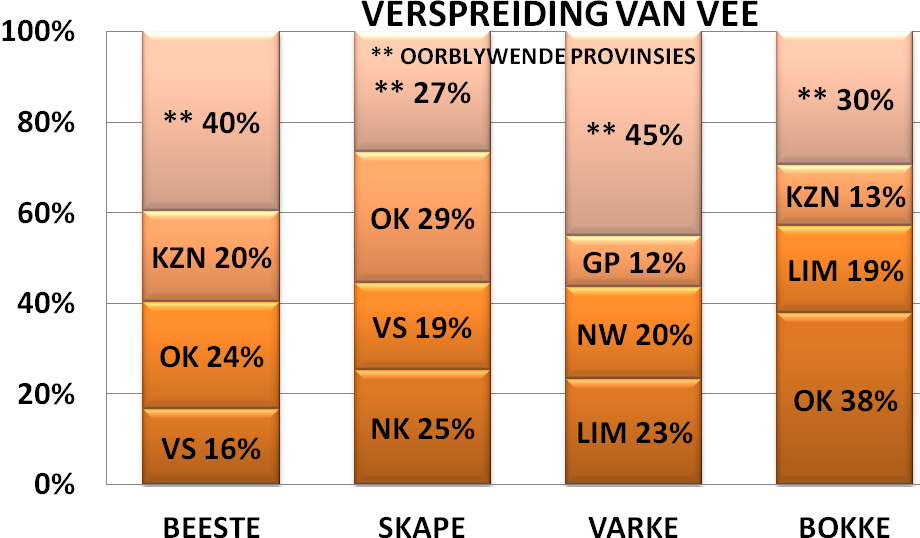 VERSPREIDING VAN VEE
** OORBLYWENDE PROVINSIES
100%
80%
60%
40%
20%
0%
** 40%
KZN 20%
OK 24%
VS 16%
** 27%
OK 29%
VS 19%
NK 25%
** 45%
GP 12%
NW 20%
LIM 23%
** 30%
KZN 13%
LIM 19%
OK 38%
BEESTE
SKAPE
VARKE
BOKKE